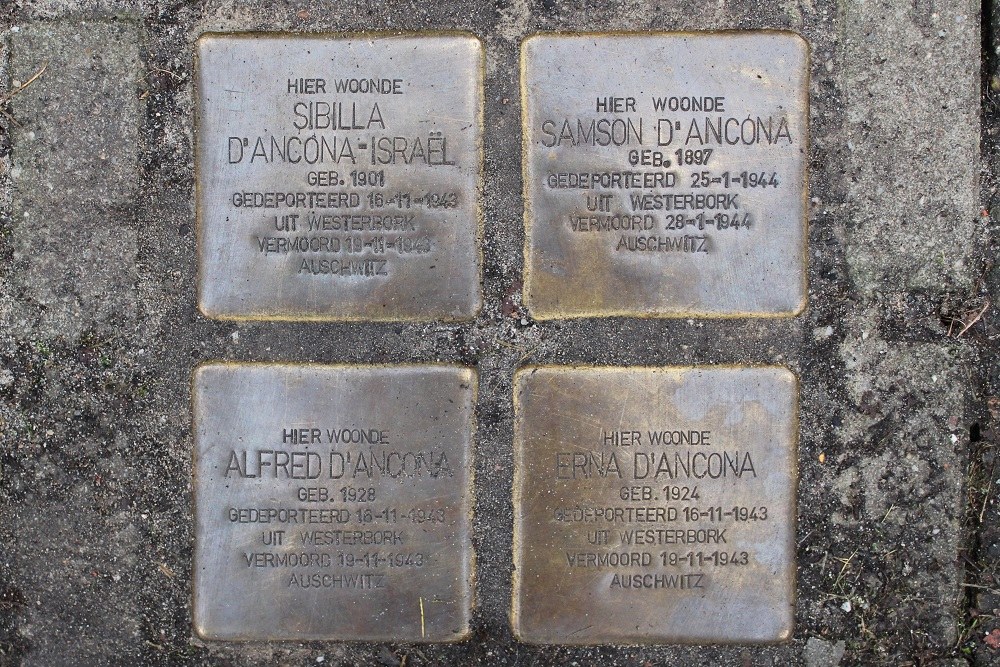 HIER WOONDE
SIBILLA
D'ANCONA-ISRAËL
GEB. 1901
GEDEPORTEERD 16-11-1943
UIT WESTERBORK
VERMOORD 19-11-1943
AUSCHWITZ
HIER WOONDE
SAMSON D'ANCONA
GEB. 1897
GEDEPORTEERD 25-1-1944
UIT WESTERBORK
VERMOORD 28-1-1944
AUSCHWITZ
HIER WOONDE
ALFRED D'ANCONA
GEB. 1928
GEDEPORTEERD 16-11-1943
UIT WESTERBORK
VERMOORD 19-11-1943
AUSCHWITZ
HIER WOONDE
ERNA D'ANCONA
GEB. 1924
GEDEPORTEERD 16-11-1943
UIT WESTERBORK
VERMOORD 19-11-1943
AUSCHWITZ